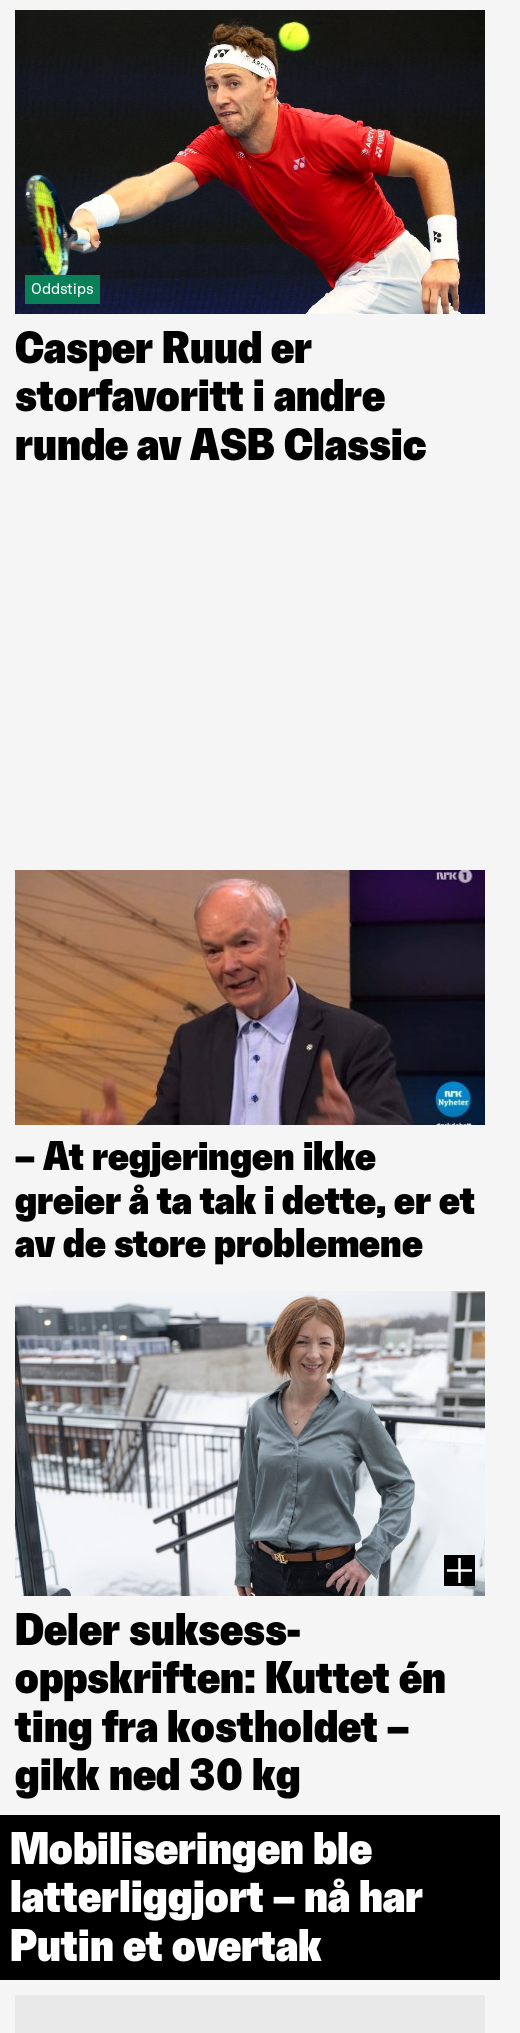 Oddstips
Casper Ruud er
storfavoritt i andre
runde av ASB Classic
nrk 1
nrk
Nyheter
– At regjeringen ikke
greier å ta tak i dette, er et
av de store problemene
Deler suksess-
oppskriften: Kuttet én
ting fra kostholdet –
gikk ned 30 kg
Mobiliseringen ble
latterliggjort – nå har
Putin et overtak